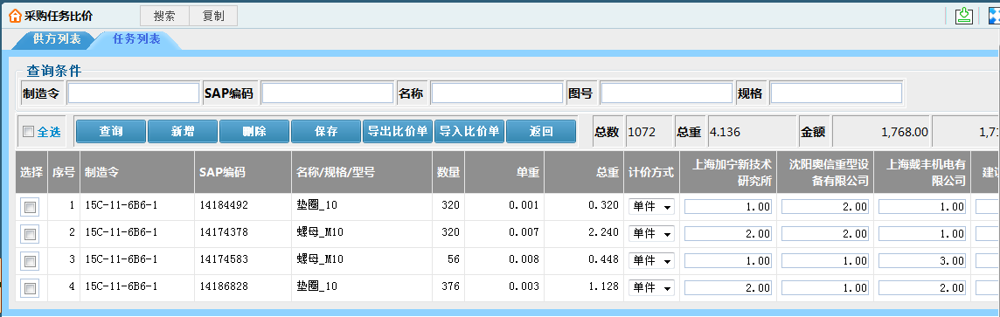 采购任务比价 搜索 复制
供方列表 任务列表
查询条件
制造令 SAP编码 名称 图号 规格
全选 查询 新增 删除 保存 导出比价单 导入比价单 返回 总数 1072 总重 4.136 金额 1,768.00
选择 序号 制造令 SAP编码 名称/规格/型号 数量 单重 总重 计价方式 上海加宁新技术研究所 沈阳奥信重型设备有限公司 上海戴丰机电有限公司
1 15C-11-6B6-1 14184492 垫圈_10 320 0.001 0.320 单件 1.00 2.00 1.00
2 15C-11-6B6-1 14174378 螺母_M10 320 0.007 2.240 单件 2.00 2.00 1.00
3 15C-11-6B6-1 14174583 螺母_M10 56 0.008 0.448 单件 1.00 1.00 3.00
4 15C-11-6B6-1 14186828 垫圈_10 376 0.003 1.128 单件 2.00 1.00 2.00